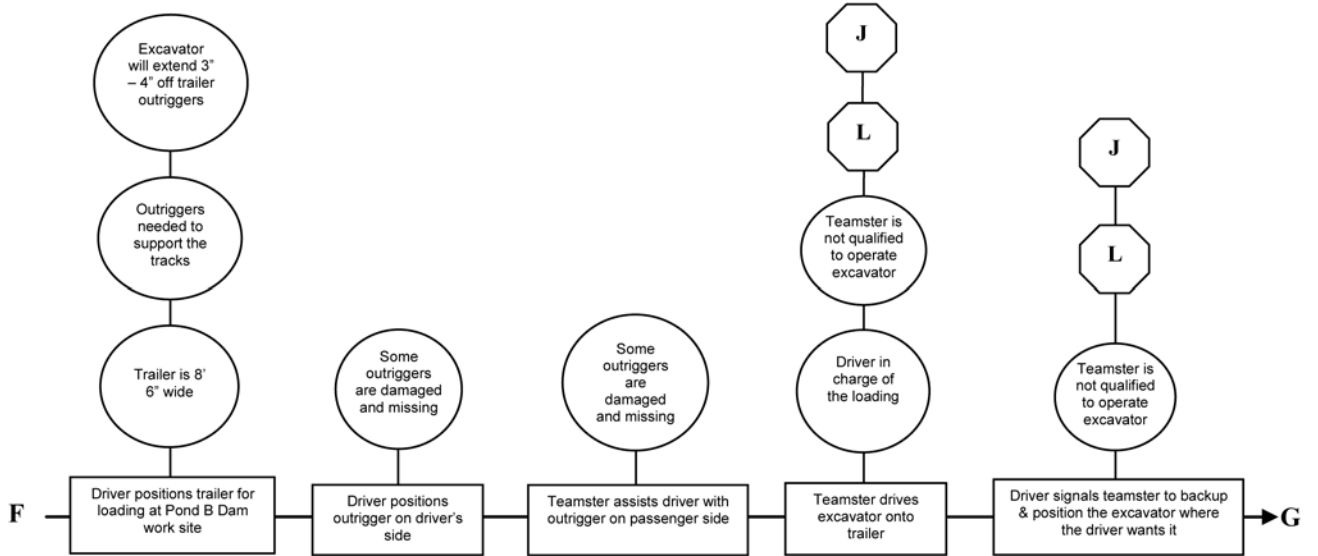 Excavator
will extend 3”
– 4” off trailer
outriggers
Outriggers
needed to
support the
tracks
Trailer is 8’
6” wide
Some
outriggers
are damaged
and missing
Some
outriggers
are
damaged
and missing
J
L
Teamster is
not qualified
to operate
excavator
Driver in
charge of
the loading
J
L
Teamster is
not qualified
to operate
excavator
F
Driver positions trailer for
loading at Pond B Dam
work site
Driver positions
outrigger on driver’s
side
Teamster assists driver with
outrigger on passenger side
Teamster drives
excavator onto
trailer
Driver signals teamster to backup
& position the excavator where
the driver wants it
G